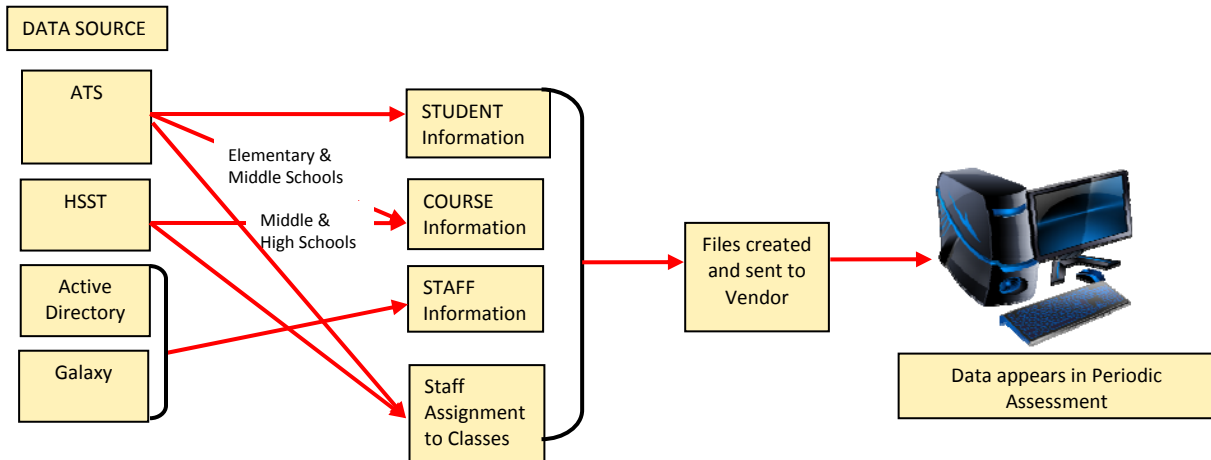 DATA SOURCE
ATS
HSST
Active
Directory
Galaxy
Elementary &
Middle Schools
Middle &
High Schools
STUDENT
Information
COURSE
Information
STAFF
Information
Staff
Assignment
to Classes
Files created
and sent to
Vendor
Data appears in Periodic
Assessment